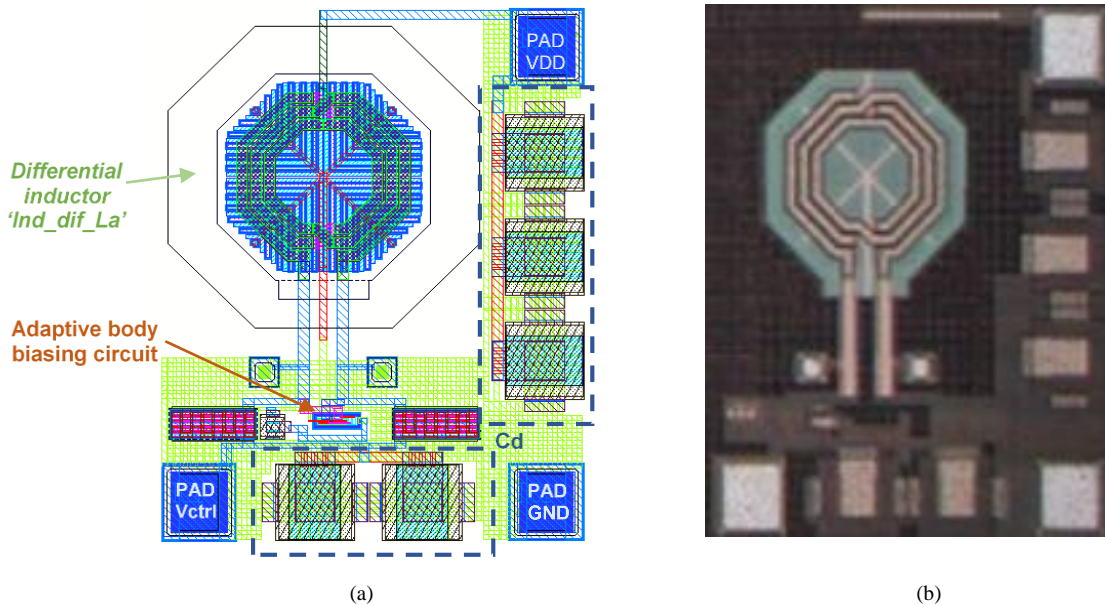 PAD
VDD
Differential
inductor
‘Ind_dif_La’
Adaptive body
biasing circuit
Cd
PAD
Vctrl
PAD
GND
(a)
(b)